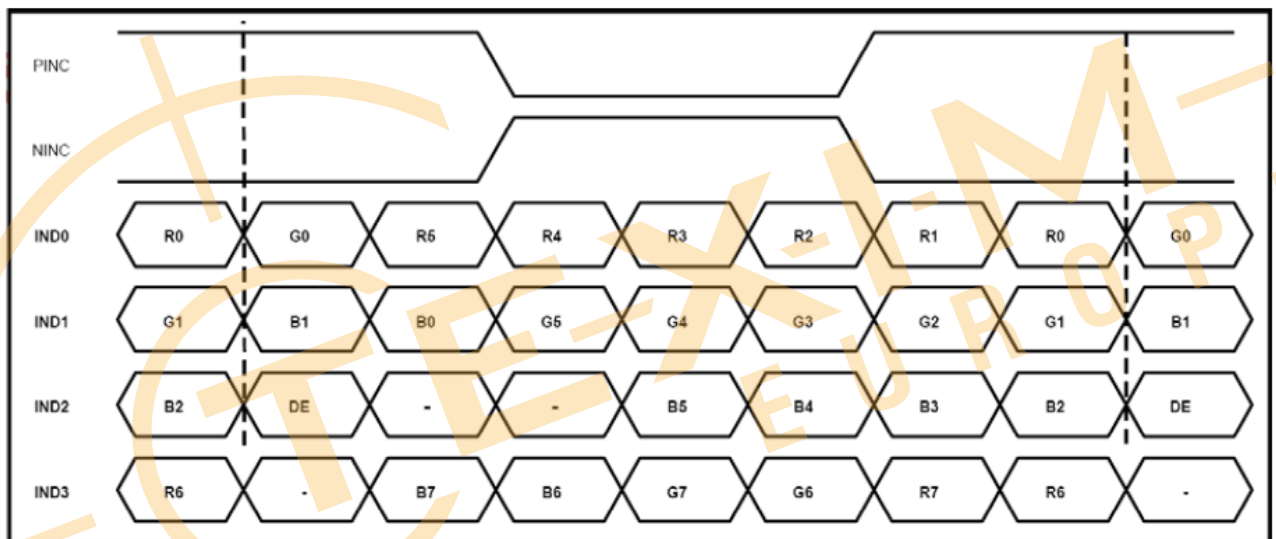 PINC
NINC
IND0 R0 G0 R5 R4 R3 R2 R1 R0 G0
IND1 G1 B1 B0 G5 G4 G3 G2 G1 B1
IND2 B2 DE - - B5 B4 B3 B2 DE
IND3 R6 - B7 B6 G7 G6 R7 R6 -
TEXIM
EUROP